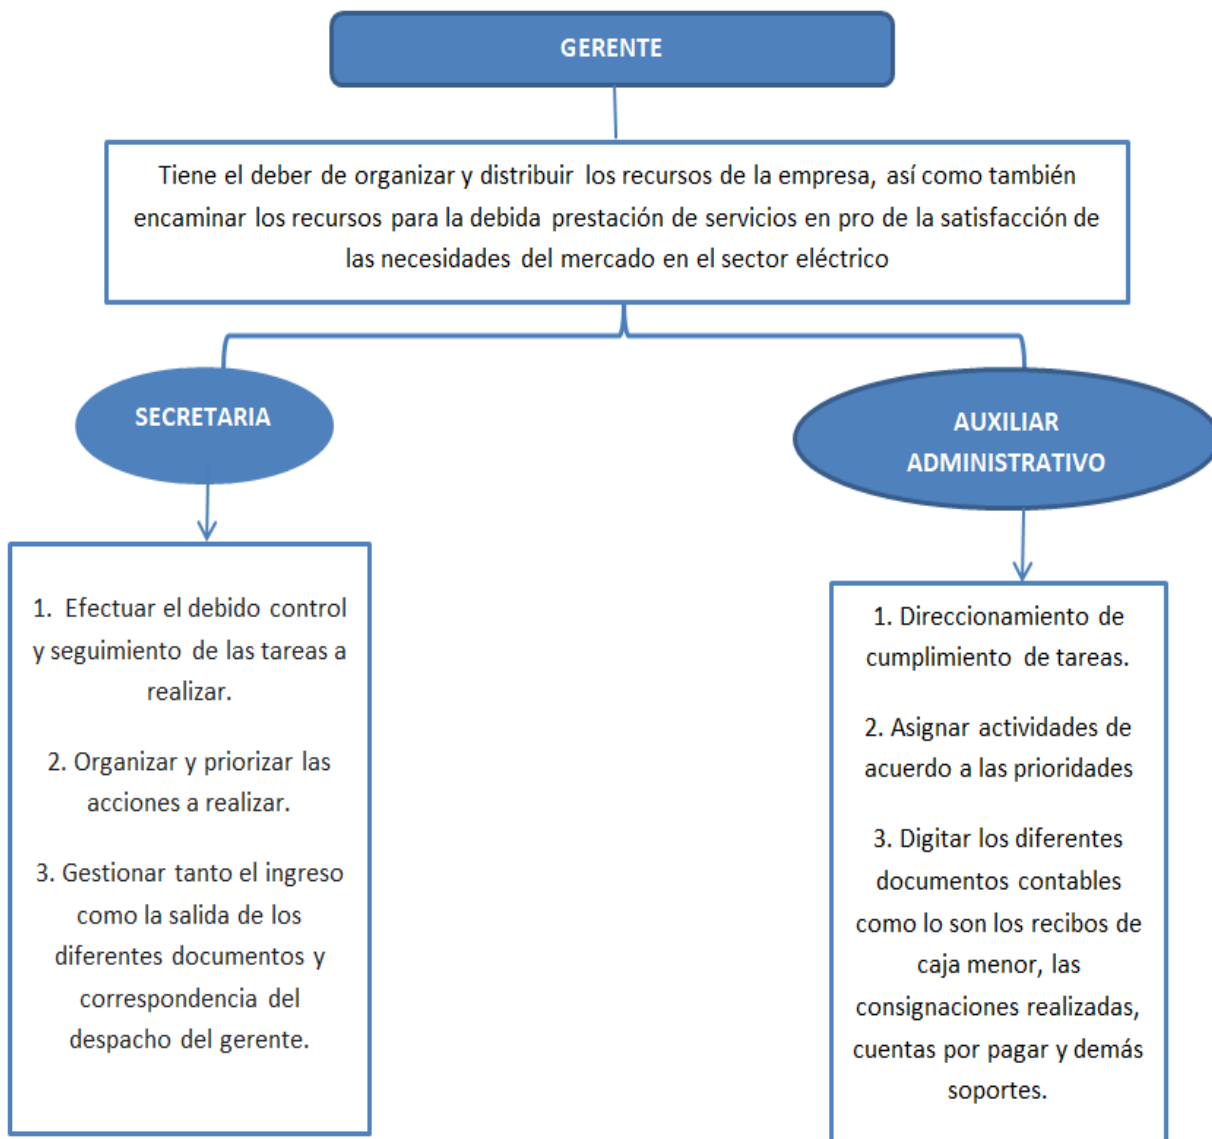 GERENTE
Tiene el deber de organizar y distribuir los recursos de la empresa, así como también
encaminar los recursos para la debida prestación de servicios en pro de la satisfacción de
las necesidades del mercado en el sector eléctrico
SECRETARIA
AUXILIAR
ADMINISTRATIVO
1. Efectuar el debido control
y seguimiento de las tareas a
realizar.
2. Organizar y priorizar las
acciones a realizar.
3. Gestionar tanto el ingreso
como la salida de los
diferentes documentos y
correspondencia del
despacho del gerente.
1. Direccionamiento de
cumplimiento de tareas.
2. Asignar actividades de
acuerdo a las prioridades
3. Digitar los diferentes
documentos contables
como lo son los recibos de
caja menor, las
consignaciones realizadas,
cuentas por pagar y demás
soportes.